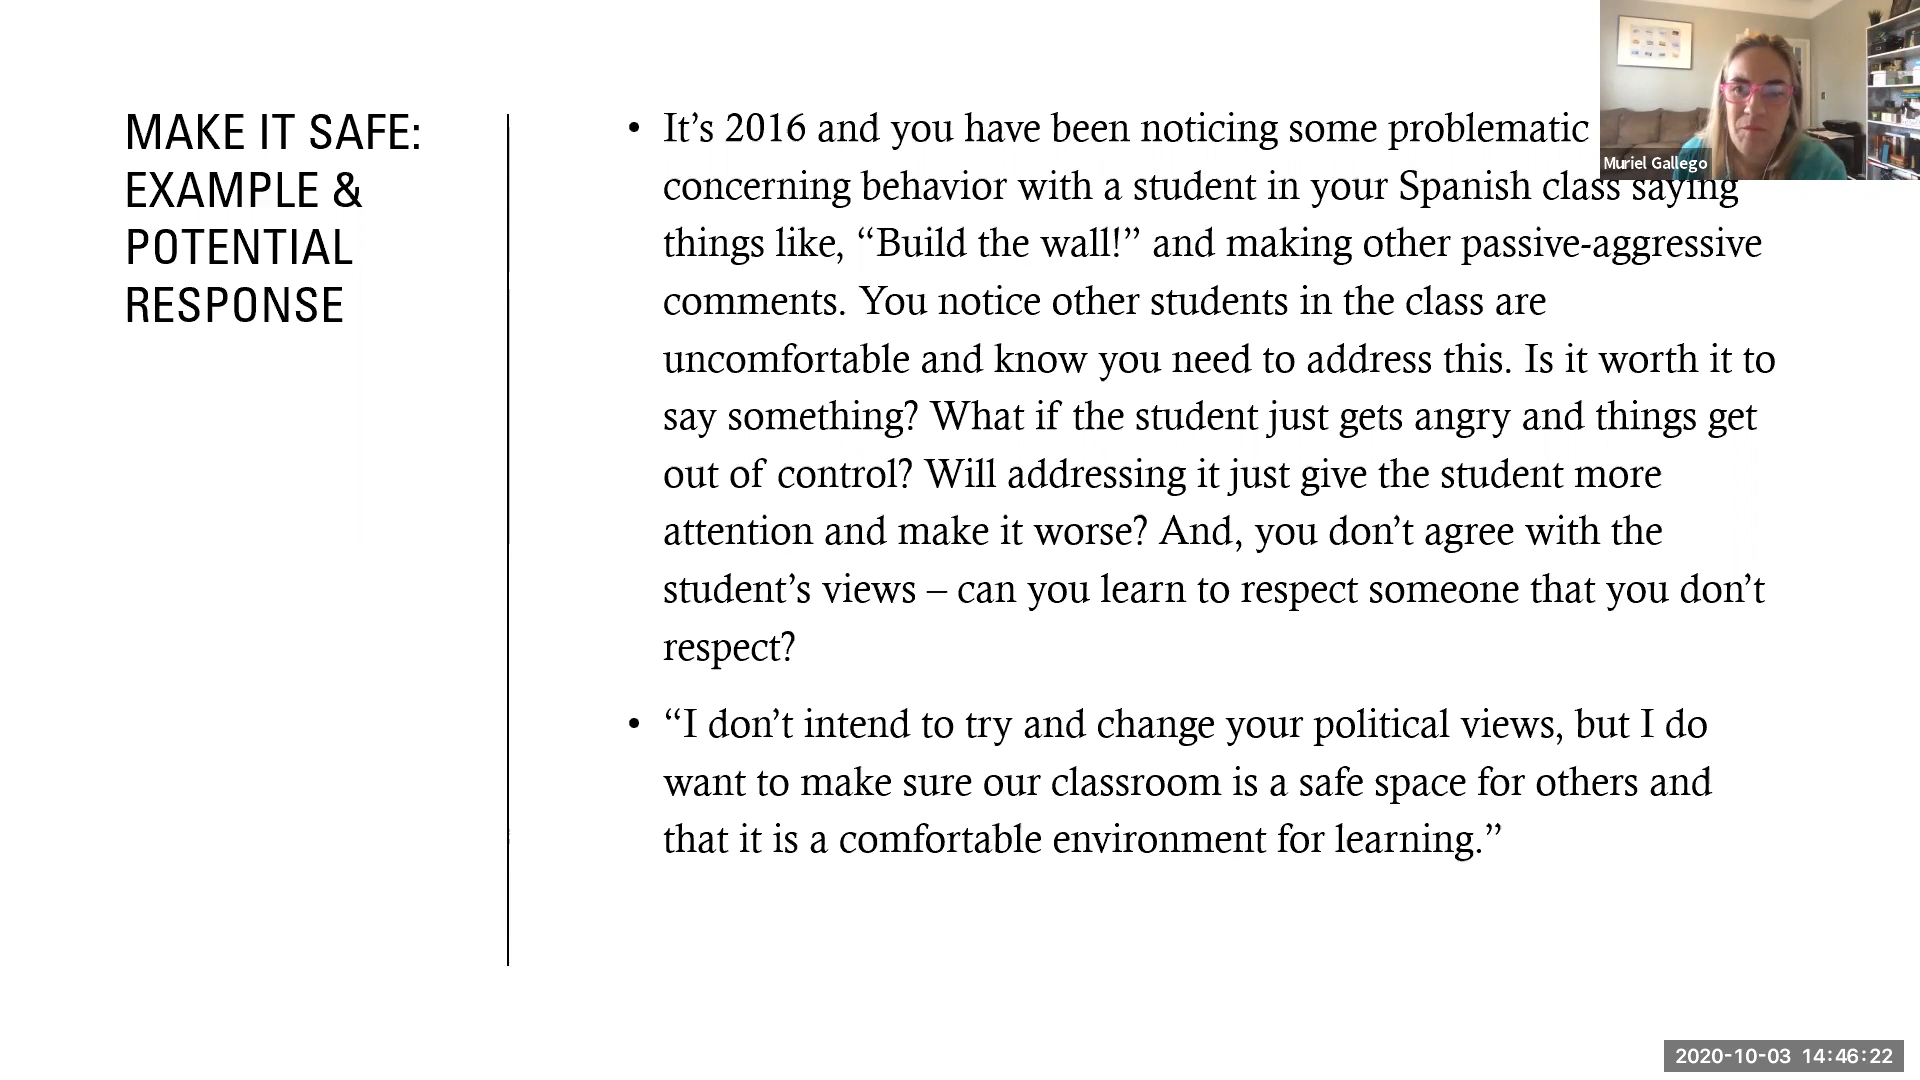 MAKE IT SAFE:
EXAMPLE &
POTENTIAL
RESPONSE
• It’s 2016 and you have been noticing some problematic
concerning behavior with a student in your Spanish class saying
things like, “Build the wall!” and making other passive-aggressive
comments. You notice other students in the class are
uncomfortable and know you need to address this. Is it worth it to
say something? What if the student just gets angry and things get
out of control? Will addressing it just give the student more
attention and make it worse? And, you don’t agree with the
student’s views – can you learn to respect someone that you don’t
respect?
• “I don’t intend to try and change your political views, but I do
want to make sure our classroom is a safe space for others and
that it is a comfortable environment for learning.”
Muriel Gallego
2020-10-03 14:46:22